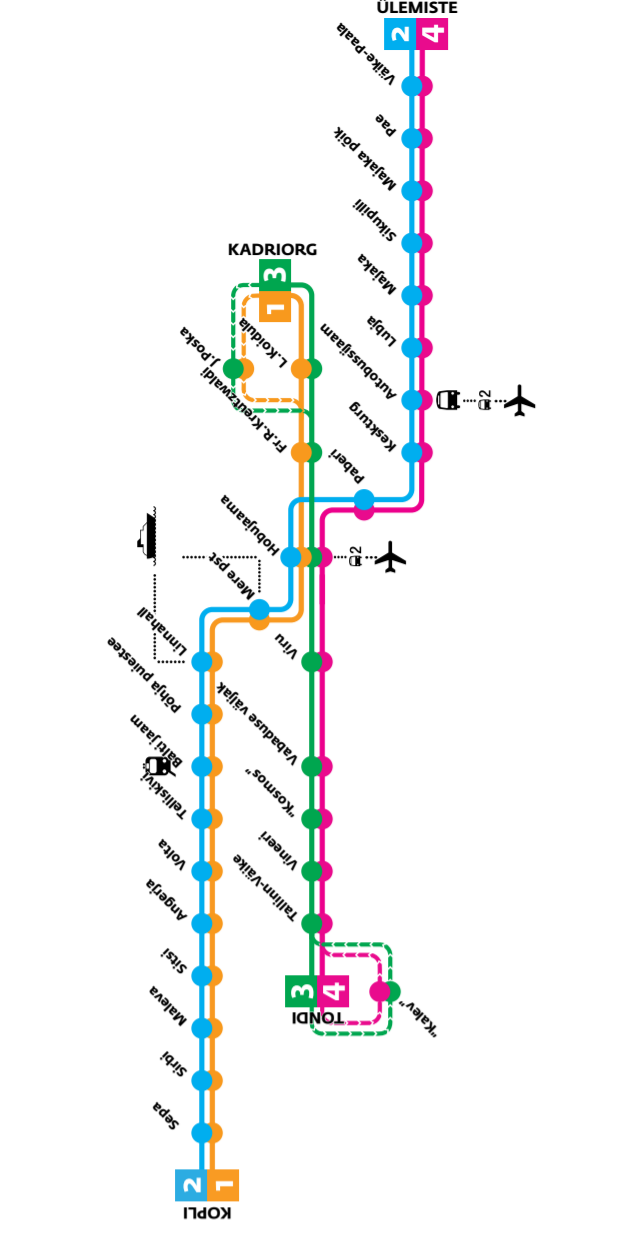 ÜLEMISTE
2 4
Väike-Paala
Pae
Majaka põik
Sikupilli
Majaka
Lubja
Autobussijaam
2
Keskturg
Paberi
KADRIORG
3
1
L.Koidula
J.Poska
Fr.R.Kreutzwaldi
Hobujaama
2
Mere pst
Linnahall
Viru
Põhja puiestee
Vabaduse väljak
Balti jaam
"Kosmos"
Telliskivi
Vineeri
Volta
Tallinn-Väike
Angerja
Sitsi
3 4
TONDI
"Kalev"
Maleva
Sirbi
Sepa
2 1
KOPLI